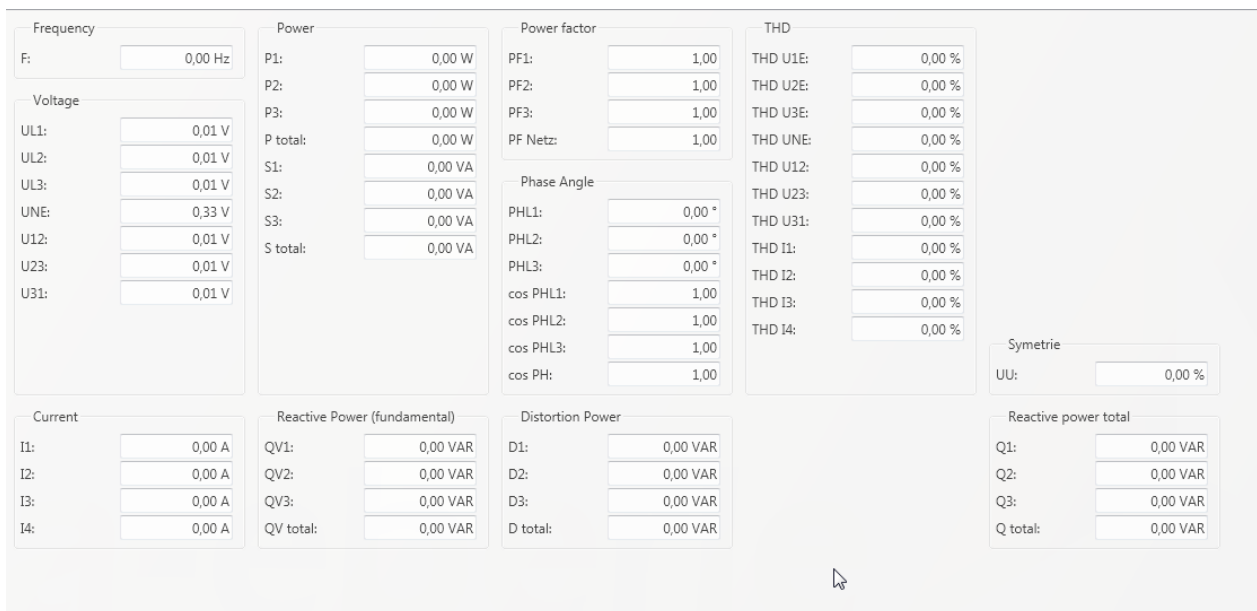 Frequency
F: 0,00 Hz
Voltage
UL1: 0,01 V
UL2: 0,01 V
UL3: 0,01 V
UNE: 0,33 V
U12: 0,01 V
U23: 0,01 V
U31: 0,01 V
Power
P1: 0,00 W
P2: 0,00 W
P3: 0,00 W
P total: 0,00 W
S1: 0,00 VA
S2: 0,00 VA
S3: 0,00 VA
S total: 0,00 VA
Power factor
PF1: 1,00
PF2: 1,00
PF3: 1,00
PF Netz: 1,00
Phase Angle
PHL1: 0,00 °
PHL2: 0,00 °
PHL3: 0,00 °
cos PHL1: 1,00
cos PHL2: 1,00
cos PHL3: 1,00
cos PH: 1,00
THD
THD U1E: 0,00 %
THD U2E: 0,00 %
THD U3E: 0,00 %
THD UNE: 0,00 %
THD U12: 0,00 %
THD U23: 0,00 %
THD U31: 0,00 %
THD I1: 0,00 %
THD I2: 0,00 %
THD I3: 0,00 %
THD I4: 0,00 %
Symetrie
UU: 0,00 %
Current
I1: 0,00 A
I2: 0,00 A
I3: 0,00 A
I4: 0,00 A
Reactive Power (fundamental)
QV1: 0,00 VAR
QV2: 0,00 VAR
QV3: 0,00 VAR
QV total: 0,00 VAR
Distortion Power
D1: 0,00 VAR
D2: 0,00 VAR
D3: 0,00 VAR
D total: 0,00 VAR
Reactive power total
Q1: 0,00 VAR
Q2: 0,00 VAR
Q3: 0,00 VAR
Q total: 0,00 VAR